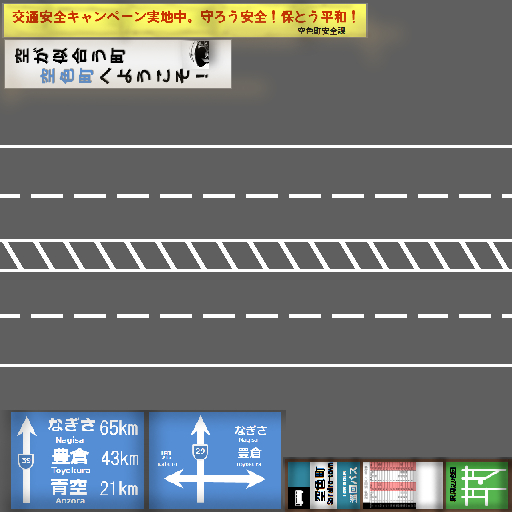 交通安全キャンペーン実地中。守ろう安全！保とう平和！
空色町安全課
空が似合う町
空色町へようこそ！
なぎさ 65km
Nagisa
豊倉 43km
Toyokura
青空 21km
Aozora
39
なぎさ
Nagisa
豊倉
Toyokura
29
空色町
巡回バス